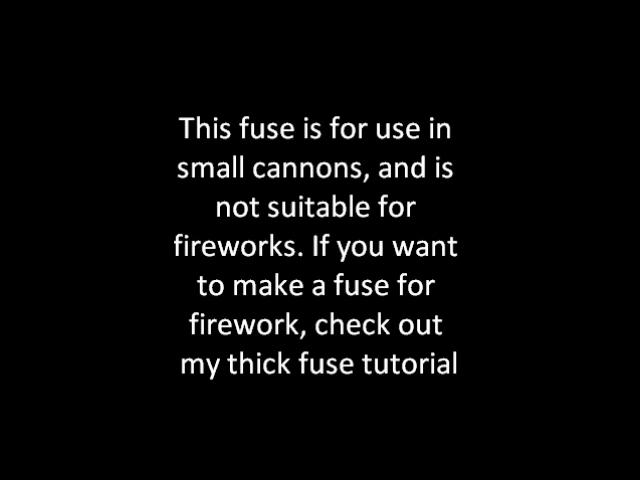 This fuse is for use in
small cannons, and is
not suitable for
fireworks. If you want
to make a fuse for
firework, check out
my thick fuse tutorial